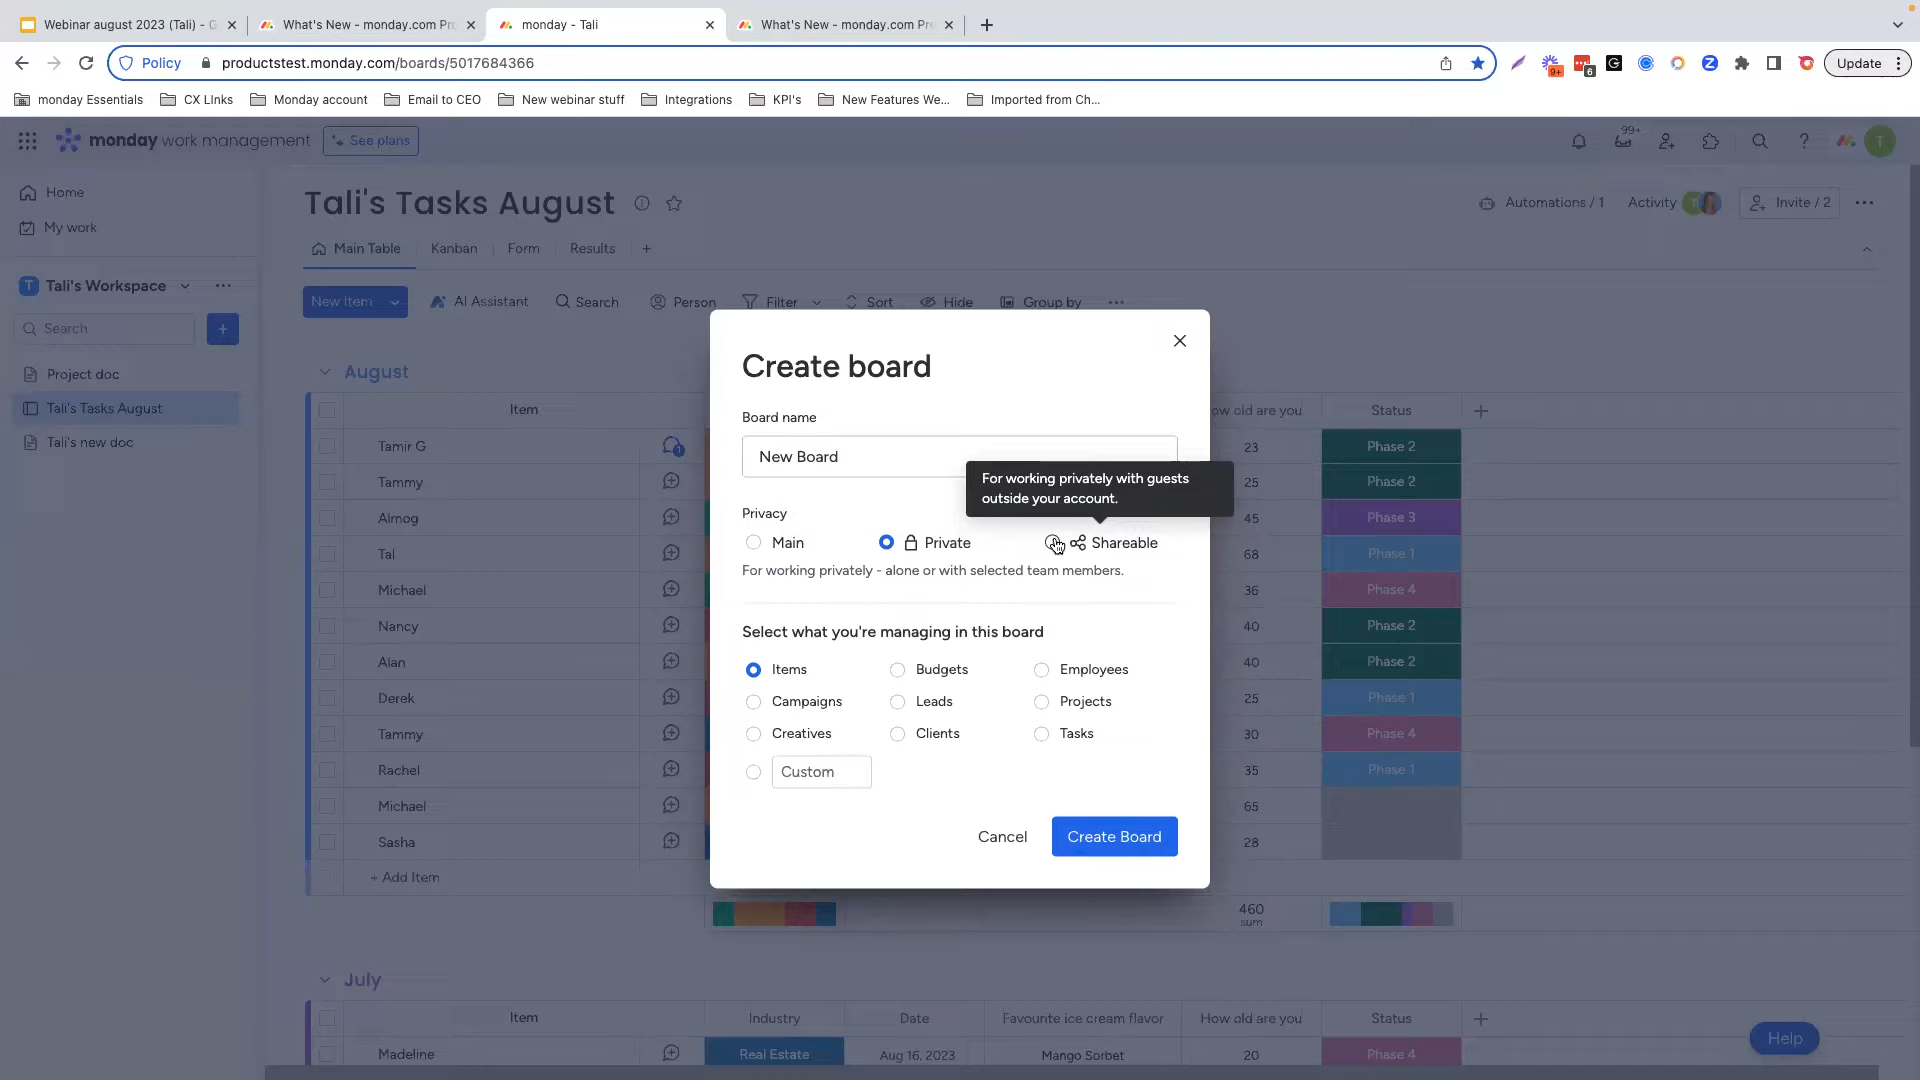 Webinar august 2023 (Tali) - G
What's New - monday.com Pro
monday - Tali
What's New - monday.com Pro
Policy
productstest.monday.com/boards/5017684366
9+
6
Update
monday Essentials
CX LInks
Monday account
Email to CEO
New webinar stuff
Integrations
KPI's
New Features We...
Imported from Ch...
monday work management
See plans
99+
T
Home
My work
T Tali's Workspace
Search
Project doc
Tali's Tasks August
Tali's new doc
Tali's Tasks August
Automations / 1
Activity
Invite / 2
Main Table
Kanban
Form
Results
New Item
AI Assistant
Search
Person
Filter
Sort
Hide
Group by
August
Item
ow old are you
Status
Tamir G
1
23
Phase 2
Tammy
25
Phase 2
Almog
45
Phase 3
Tal
68
Phase 1
Michael
36
Phase 4
Nancy
40
Phase 2
Alan
40
Phase 2
Derek
25
Phase 1
Tammy
30
Phase 4
Rachel
35
Phase 1
Michael
65
Sasha
28
+ Add Item
460
sum
Create board
Board name
New Board
For working privately with guests
outside your account.
Privacy
Main
Private
Shareable
For working privately - alone or with selected team members.
Select what you're managing in this board
Items
Budgets
Employees
Campaigns
Leads
Projects
Creatives
Clients
Tasks
Custom
Cancel
Create Board
July
Item
Industry
Date
Favourite ice cream flavor
How old are you
Status
Madeline
Real Estate
Aug 16, 2023
Mango Sorbet
20
Phase 4
Help